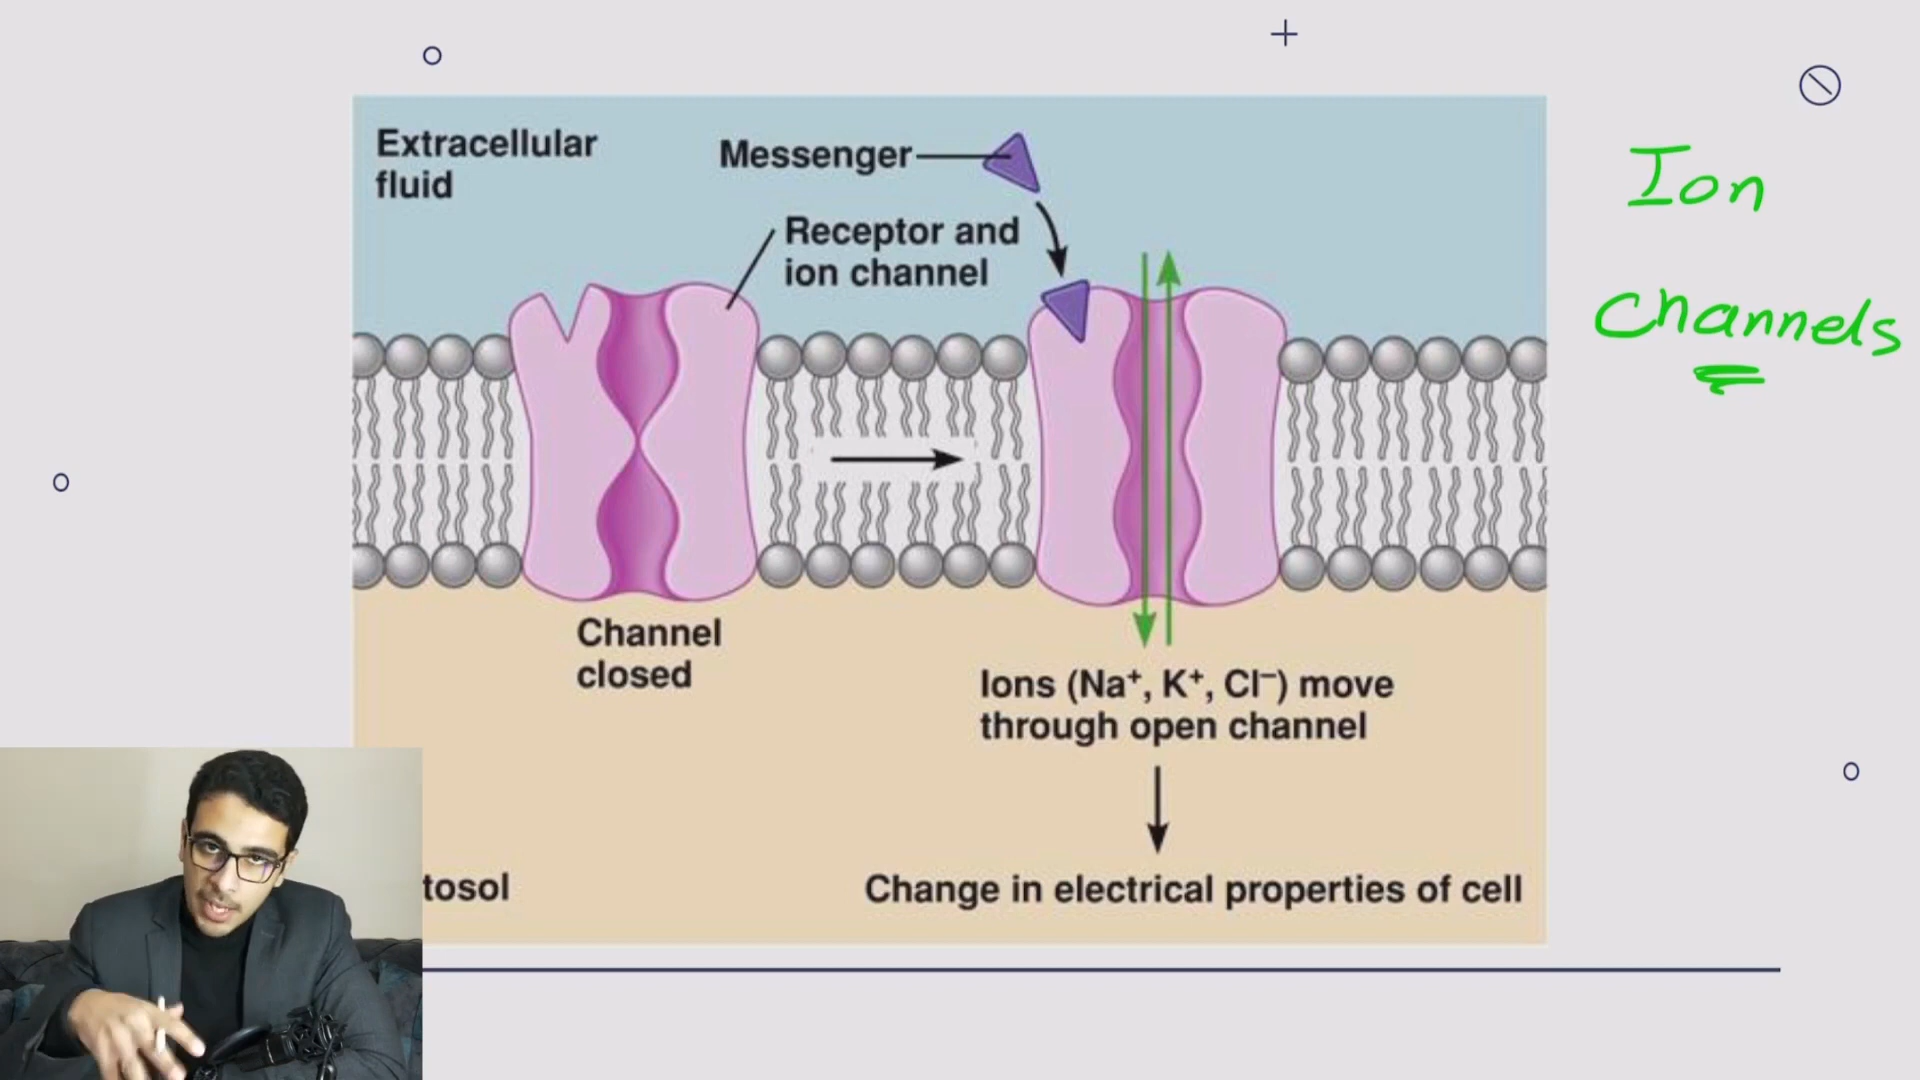 Extracellular
fluid
Messenger
Receptor and
ion channel
Ion
Channels
Channel
closed
Ions (Na⁺, K⁺, Cl⁻) move
through open channel
tosol
Change in electrical properties of cell